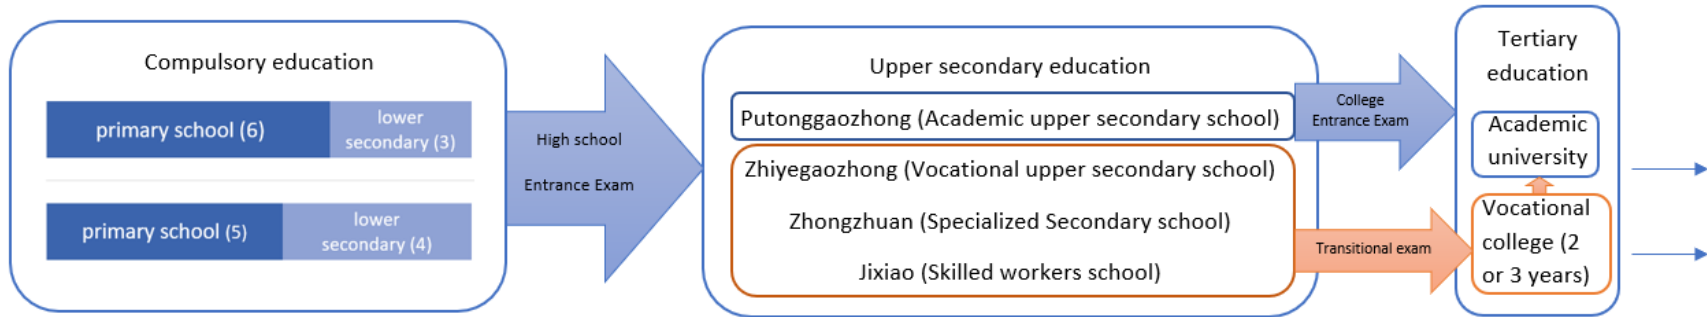 Compulsory education
primary school (6)
lower
secondary (3)
primary school (5)
lower
secondary (4)
High school
Entrance Exam
Upper secondary education
Putonggaozhong (Academic upper secondary school)
Zhiyegaozhong (Vocational upper secondary school)
Zhongzhuan (Specialized Secondary school)
Jixiao (Skilled workers school)
College
Entrance Exam
Transitional exam
Tertiary
education
Academic
university
Vocational
college (2
or 3 years)